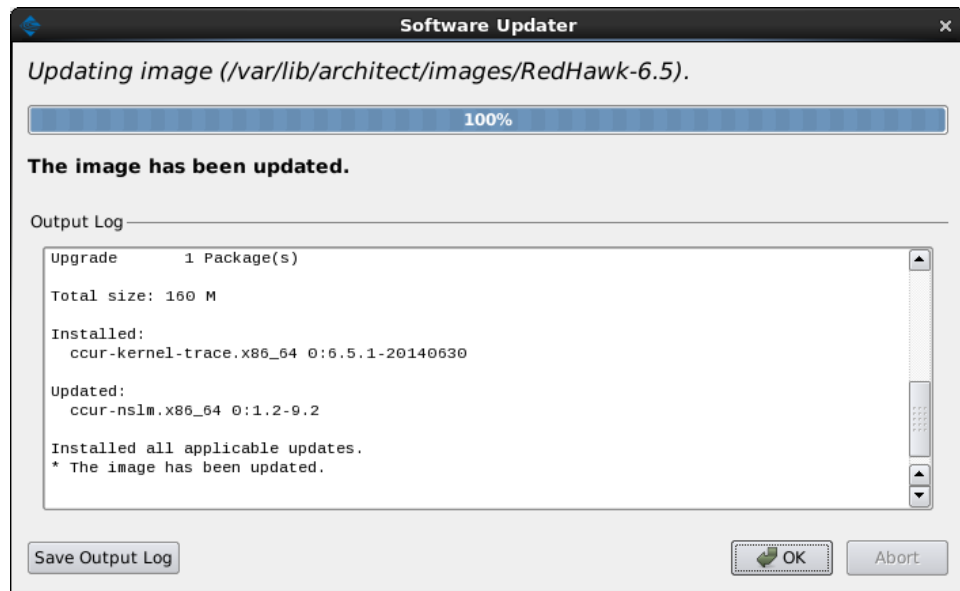 Software Updater
Updating image (/var/lib/architect/images/RedHawk-6.5).
100%
The image has been updated.
Output Log
Upgrade       1 Package(s)
Total size: 160 M
Installed:
  ccur-kernel-trace.x86_64 0:6.5.1-20140630
Updated:
  ccur-nslm.x86_64 0:1.2-9.2
Installed all applicable updates.
* The image has been updated.
Save Output Log
OK
Abort